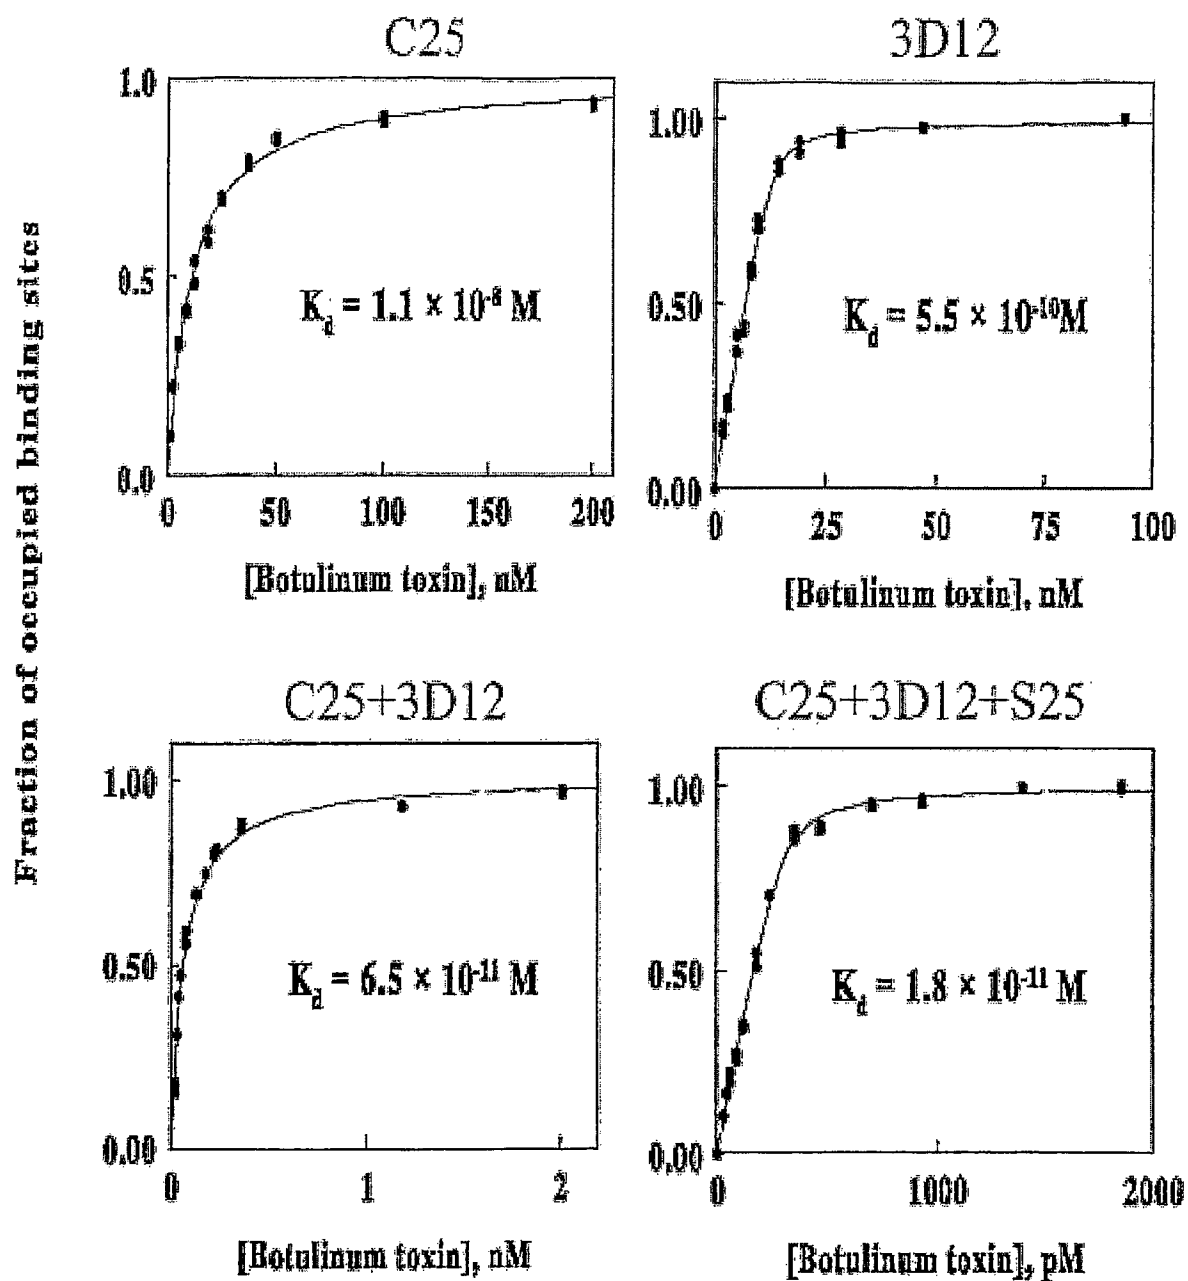 C25
3D12
Fraction of occupied binding sites
1.0
0.5
0.0
0 50 100 150 200
K_d = 1.1 × 10^-8 M
[Botulinum toxin], nM
1.00
0.50
0.00
0 25 50 75 100
K_d = 5.5 × 10^-10 M
[Botulinum toxin], nM
C25+3D12
C25+3D12+S25
1.00
0.50
0.00
0 1 2
K_d = 6.5 × 10^-11 M
[Botulinum toxin], nM
1.00
0.50
0.00
0 1000 2000
K_d = 1.8 × 10^-11 M
[Botulinum toxin], pM